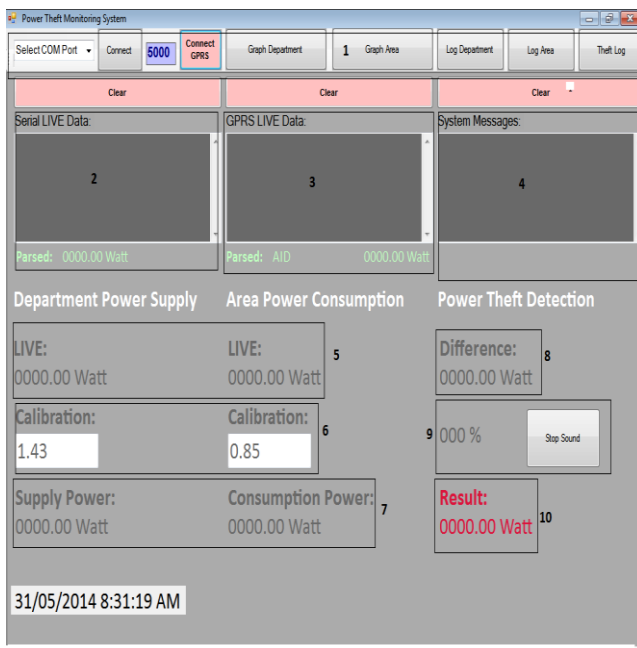 Power Theft Monitoring System
Select COM Port Connect 5000 Connect GPRS Graph Department 1 Graph Area Log Department Log Area Theft Log
Clear Clear Clear
Serial LIVE Data: GPRS LIVE Data: System Messages:
2 3 4
Parsed: 0000.00 Watt Parsed: AID 0000.00 Watt
Department Power Supply Area Power Consumption Power Theft Detection
LIVE: LIVE: 5 Difference: 8
0000.00 Watt 0000.00 Watt 0000.00 Watt
Calibration: Calibration: 6 9 000 % Stop Sound
1.43 0.85
Supply Power: Consumption Power: 7 Result: 10
0000.00 Watt 0000.00 Watt 0000.00 Watt
31/05/2014 8:31:19 AM